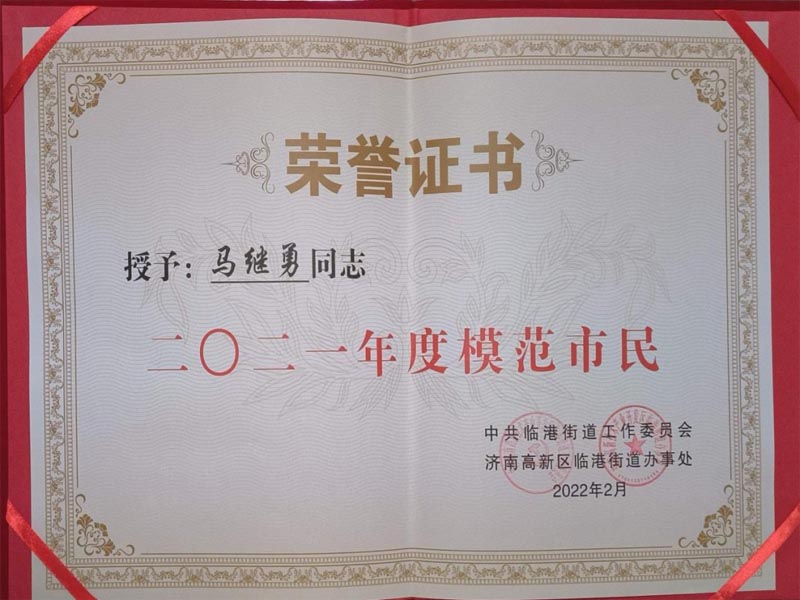 荣誉证书
授予：马继勇同志
二〇二一年度模范市民
中共临港街道工作委员会
济南高新区临港街道办事处
2022年2月